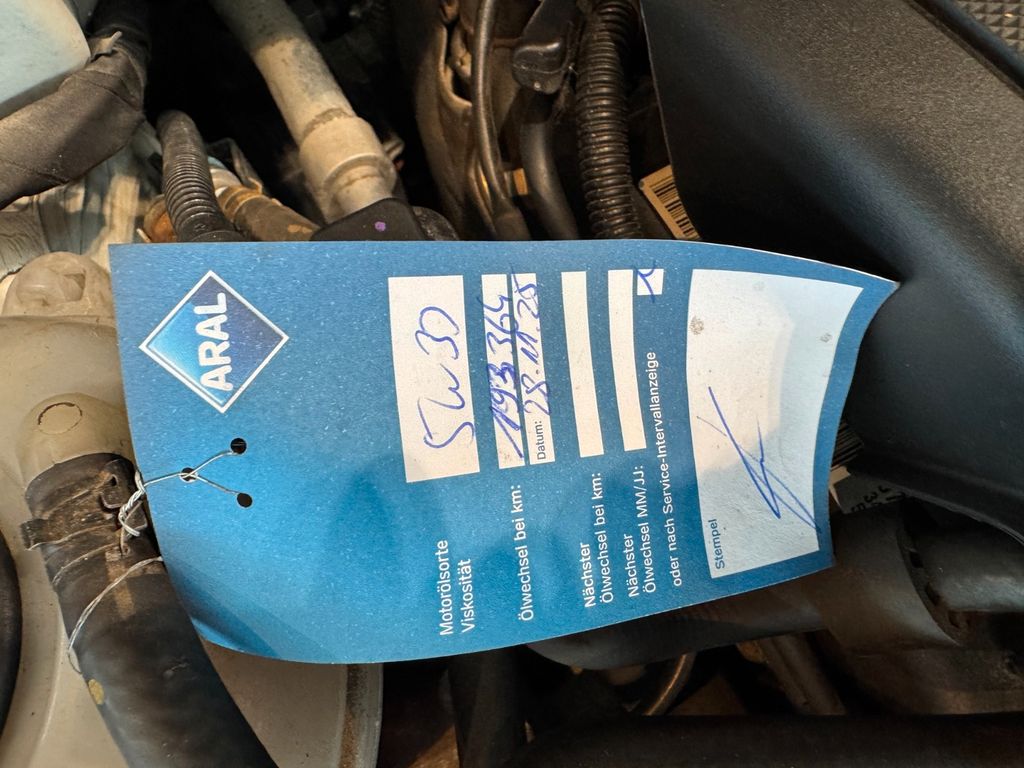 ARAL
Motorölsorte
Viskosität
5W30
Ölwechsel bei km:
193364
Datum: 28.11.25
Nächster
Ölwechsel bei km:
Nächster
Ölwechsel MM/JJ:
oder nach Service-Intervallanzeige
Stempel